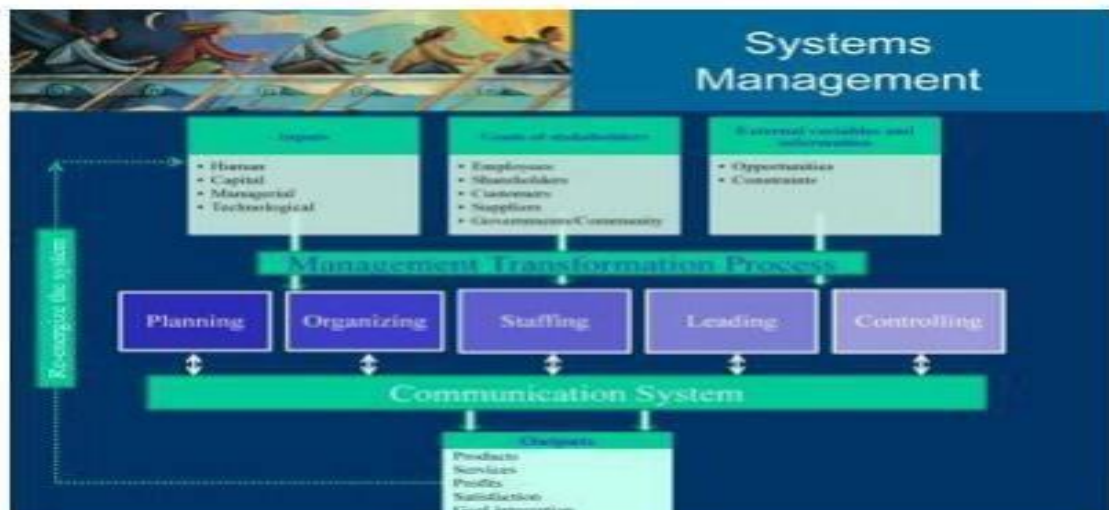 Systems
Management
Inputs
• Human
• Capital
• Managerial
• Technological
Goals of stakeholders
• Employees
• Shareholders
• Customers
• Suppliers
• Governments/Community
External variables and
information
• Opportunities
• Constraints
Re-energize the system
Management Transformation Process
Planning
Organizing
Staffing
Leading
Controlling
Communication System
Outputs
Products
Services
Profits
Satisfaction
Goal integration